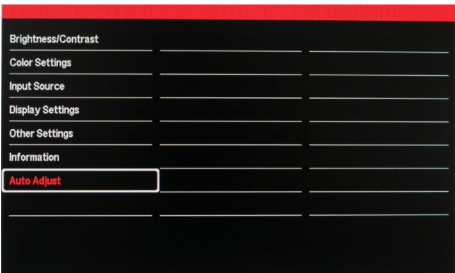 Brightness/Contrast
Color Settings
Input Source
Display Settings
Other Settings
Information
Auto Adjust